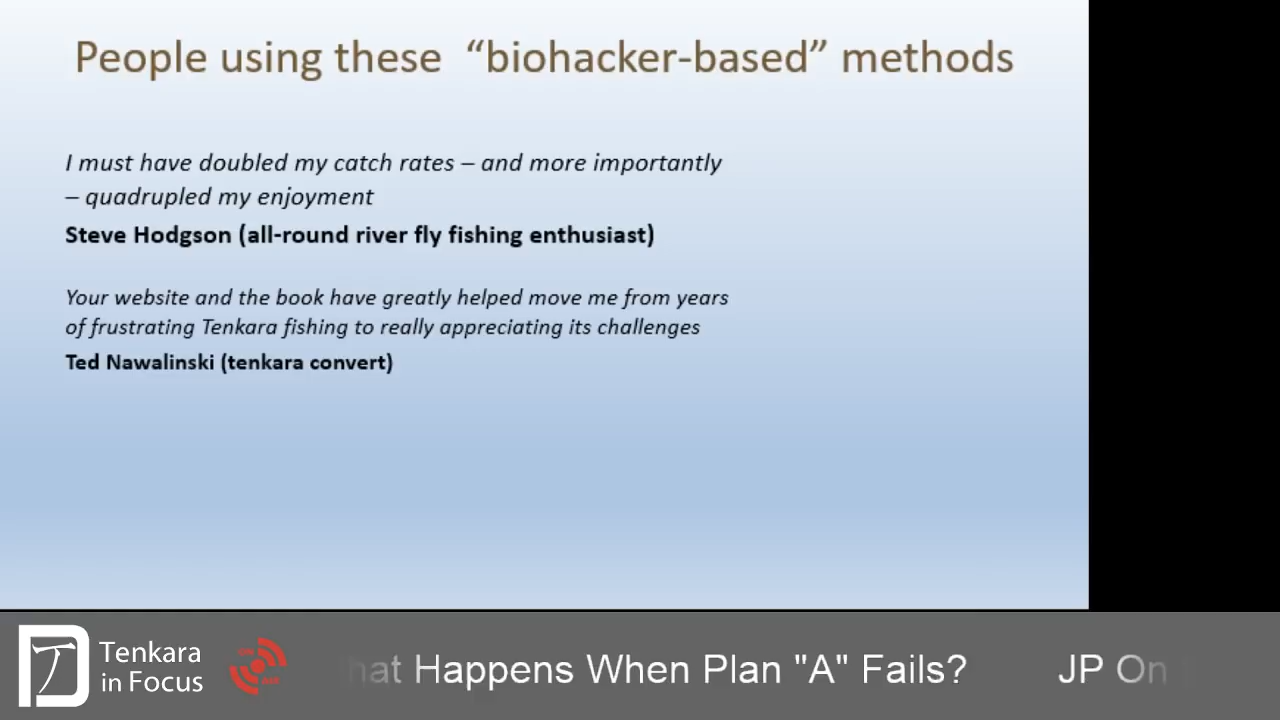 People using these “biohacker-based” methods
I must have doubled my catch rates – and more importantly
– quadrupled my enjoyment
Steve Hodgson (all-round river fly fishing enthusiast)
Your website and the book have greatly helped move me from years
of frustrating Tenkara fishing to really appreciating its challenges
Ted Nawalinski (tenkara convert)
Tenkara
in Focus
ON
AIR
hat Happens When Plan "A" Fails? JP On